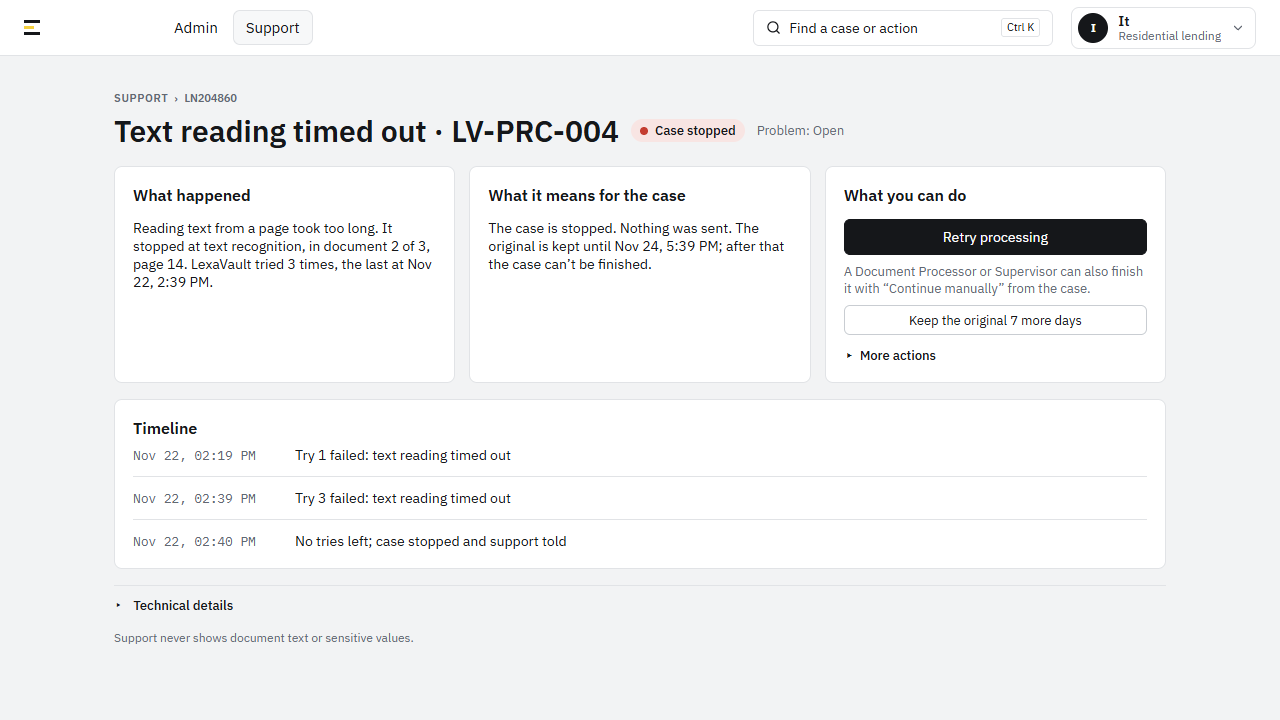 Admin
Support
Find a case or action
Ctrl K
I
It
Residential lending
SUPPORT › LN204860
Text reading timed out · LV-PRC-004
Case stopped
Problem: Open
What happened
Reading text from a page took too long. It
stopped at text recognition, in document 2 of 3,
page 14. LexaVault tried 3 times, the last at Nov
22, 2:39 PM.
What it means for the case
The case is stopped. Nothing was sent. The
original is kept until Nov 24, 5:39 PM; after that
the case can’t be finished.
What you can do
Retry processing
A Document Processor or Supervisor can also finish
it with “Continue manually” from the case.
Keep the original 7 more days
More actions
Timeline
Nov 22, 02:19 PM Try 1 failed: text reading timed out
Nov 22, 02:39 PM Try 3 failed: text reading timed out
Nov 22, 02:40 PM No tries left; case stopped and support told
Technical details
Support never shows document text or sensitive values.